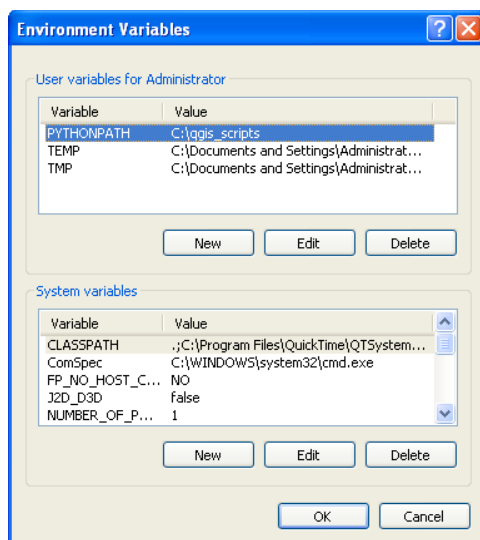 Environment Variables
User variables for Administrator
Variable Value
PYTHONPATH C:\qgis_scripts
TEMP C:\Documents and Settings\Administrat...
TMP C:\Documents and Settings\Administrat...
New Edit Delete
System variables
Variable Value
CLASSPATH .;C:\Program Files\QuickTime\QTSystem...
ComSpec C:\WINDOWS\system32\cmd.exe
FP_NO_HOST_C... NO
J2D_D3D false
NUMBER_OF_P... 1
New Edit Delete
OK Cancel